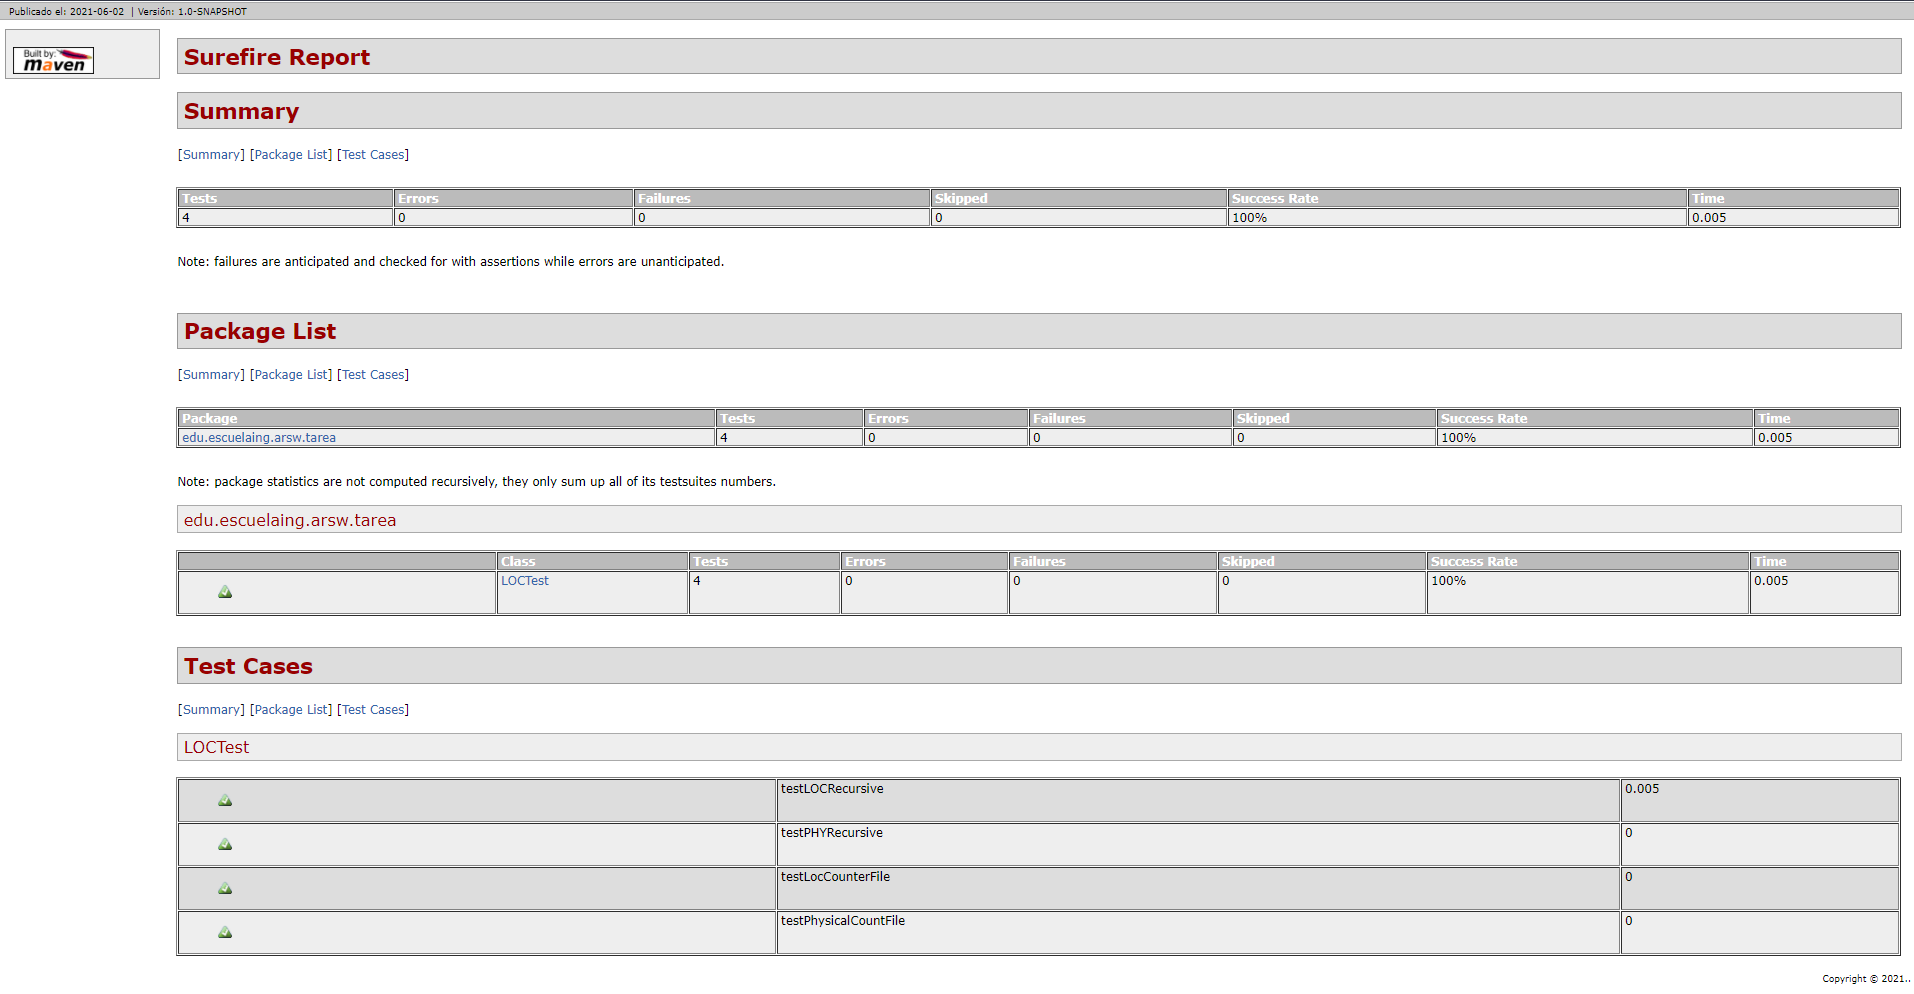 Publicado el: 2021-06-02 | Versión: 1.0-SNAPSHOT
Built by:
maven
Surefire Report
Summary
[Summary] [Package List] [Test Cases]
Tests Errors Failures Skipped Success Rate Time
4 0 0 0 100% 0.005
Note: failures are anticipated and checked for with assertions while errors are unanticipated.
Package List
[Summary] [Package List] [Test Cases]
Package Tests Errors Failures Skipped Success Rate Time
edu.escuelaing.arsw.tarea 4 0 0 0 100% 0.005
Note: package statistics are not computed recursively, they only sum up all of its testsuites numbers.
edu.escuelaing.arsw.tarea
Class Tests Errors Failures Skipped Success Rate Time
LOCTest 4 0 0 0 100% 0.005
Test Cases
[Summary] [Package List] [Test Cases]
LOCTest
testLOCRecursive 0.005
testPHYRecursive 0
testLocCounterFile 0
testPhysicalCountFile 0
Copyright © 2021..